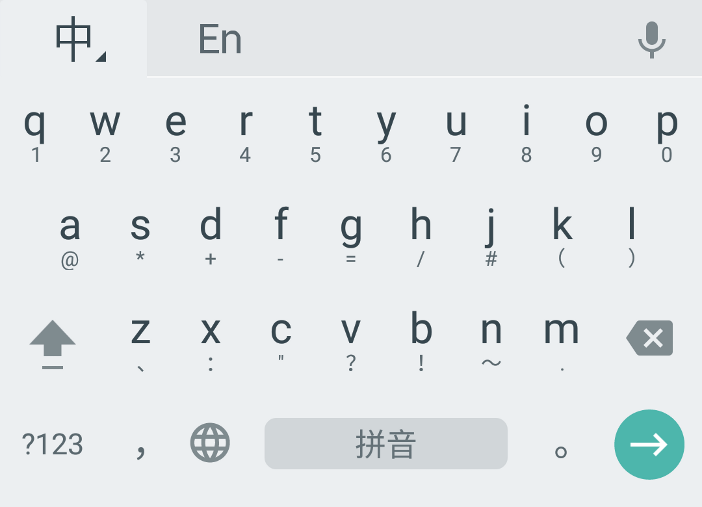 中 En
q w e r t y u i o p
1 2 3 4 5 6 7 8 9 0
a s d f g h j k l
@ * + - = / # ( )
z x c v b n m
、 : " ? ! ～ .
?123 ， 拼音 。